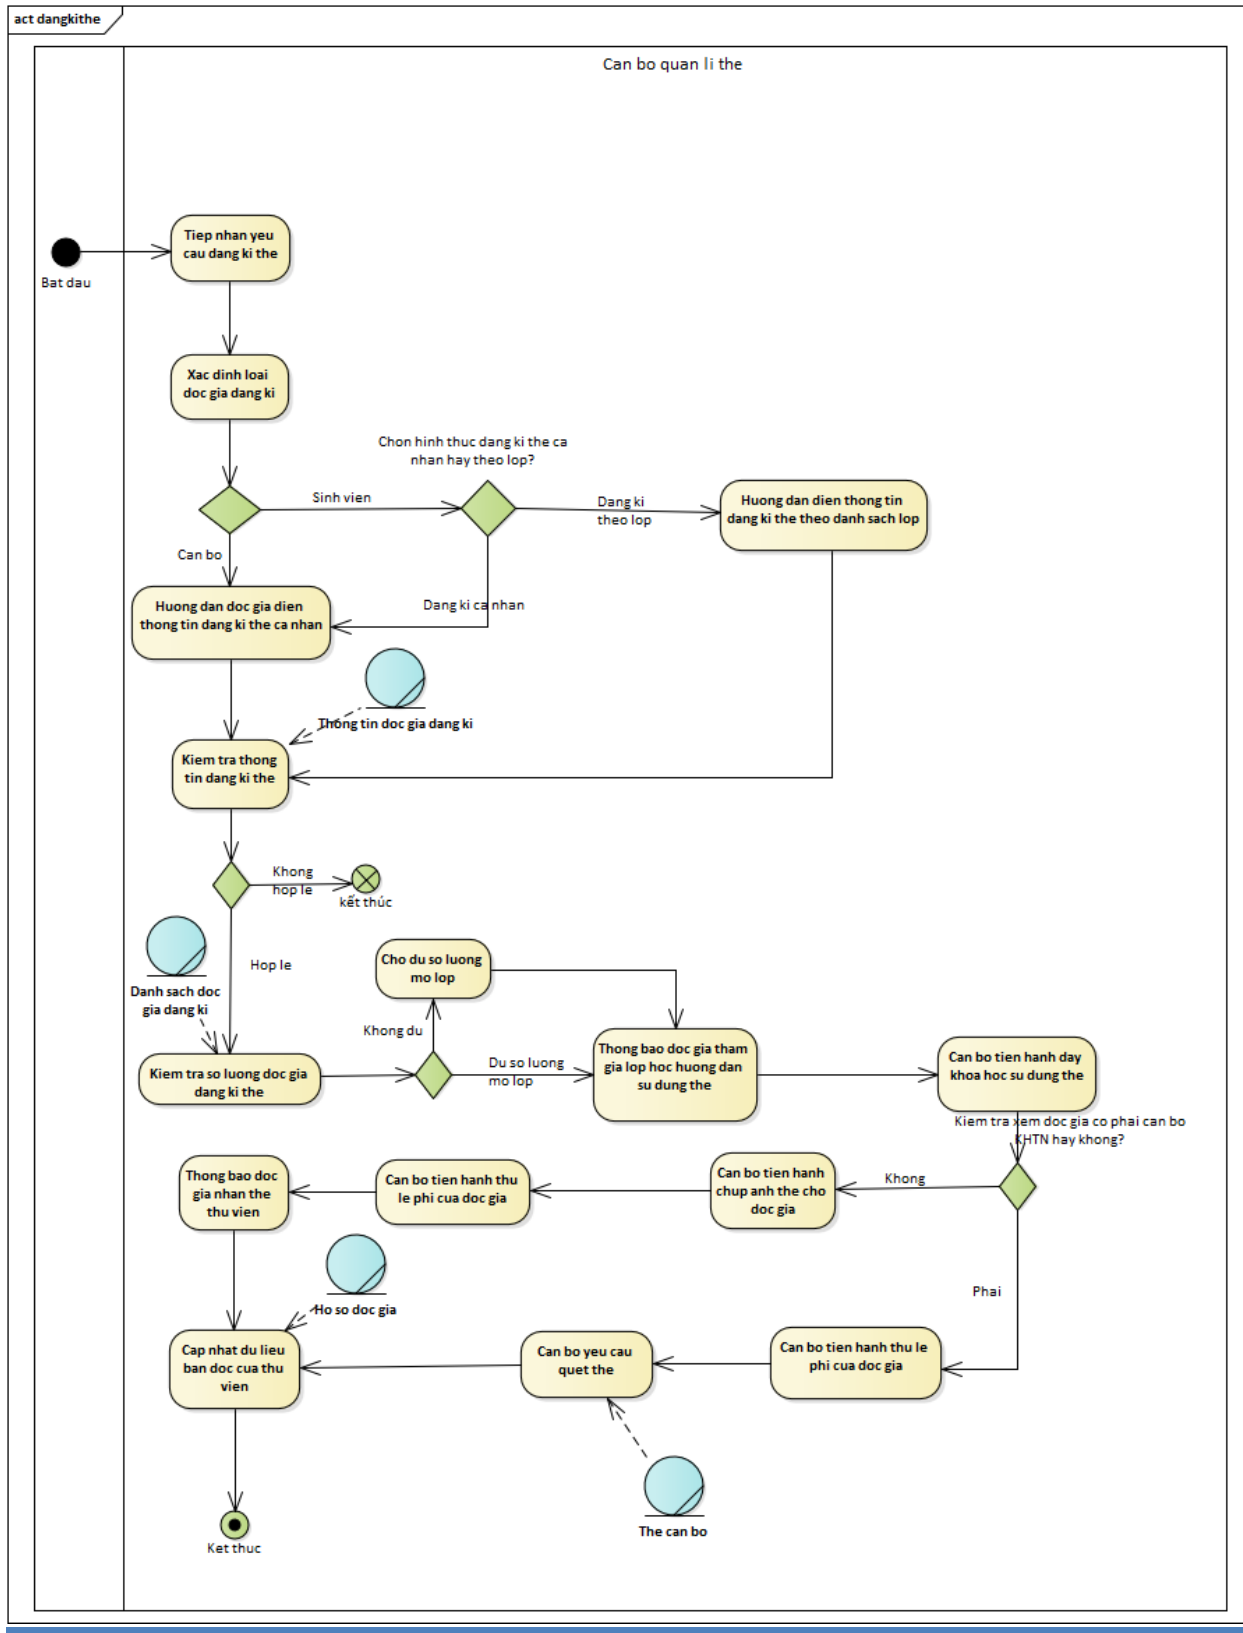 act dangkithe
Can bo quan li the
Tiep nhan yeu
cau dang ki the
Bat dau
Xac dinh loai
doc gia dang ki
Chon hinh thuc dang ki the ca
nhan hay theo lop?
Sinh vien
Dang ki
theo lop
Huong dan dien thong tin
dang ki the theo danh sach lop
Can bo
Huong dan doc gia dien
thong tin dang ki the ca nhan
Dang ki ca nhan
Thong tin doc gia dang ki
Kiem tra thong
tin dang ki the
Khong
hop le
kết thúc
Hop le
Danh sach doc
gia dang ki
Cho du so luong
mo lop
Khong du
Kiem tra so luong doc gia
dang ki the
Du so luong
mo lop
Thong bao doc gia tham
gia lop hoc huong dan
su dung the
Can bo tien hanh day
khoa hoc su dung the
Kiem tra xem doc gia co phai can bo
KHTN hay khong?
Thong bao doc
gia nhan the
thu vien
Can bo tien hanh thu
le phi cua doc gia
Can bo tien hanh
chup anh the cho
doc gia
Khong
Phai
Ho so doc gia
Cap nhat du lieu
ban doc cua thu
vien
Can bo yeu cau
quet the
Can bo tien hanh thu le
phi cua doc gia
The can bo
Ket thuc